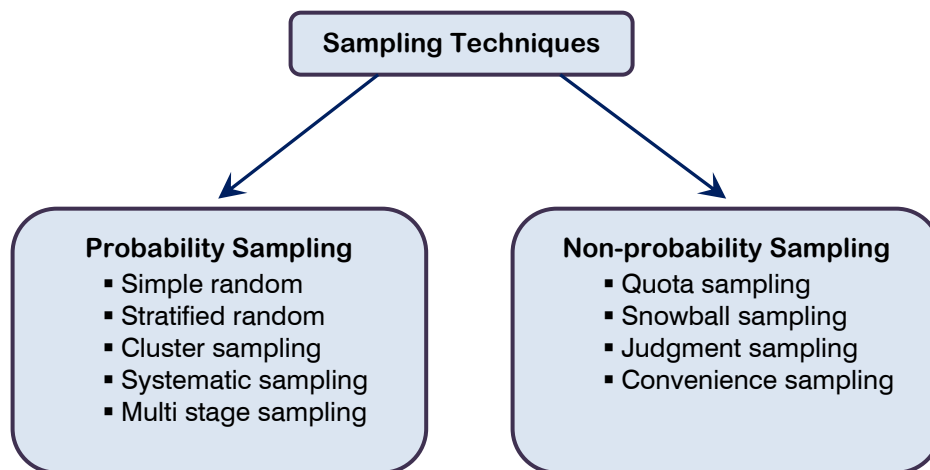 Sampling Techniques
Probability Sampling
▪ Simple random
▪ Stratified random
▪ Cluster sampling
▪ Systematic sampling
▪ Multi stage sampling
Non-probability Sampling
▪ Quota sampling
▪ Snowball sampling
▪ Judgment sampling
▪ Convenience sampling